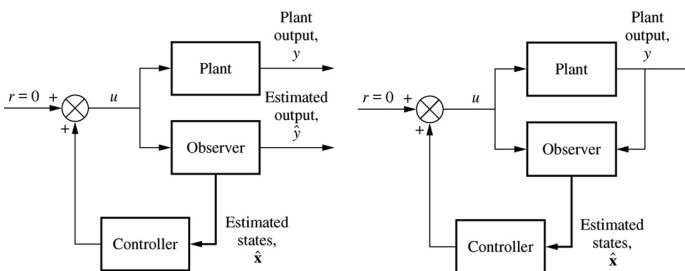 Plant
output,
y
Plant
r = 0 + u
Estimated
output,
ŷ
+
Observer
Estimated
states,
x̂
Controller
Plant
output,
y
Plant
r = 0 + u
+
Observer
Estimated
states,
x̂
Controller